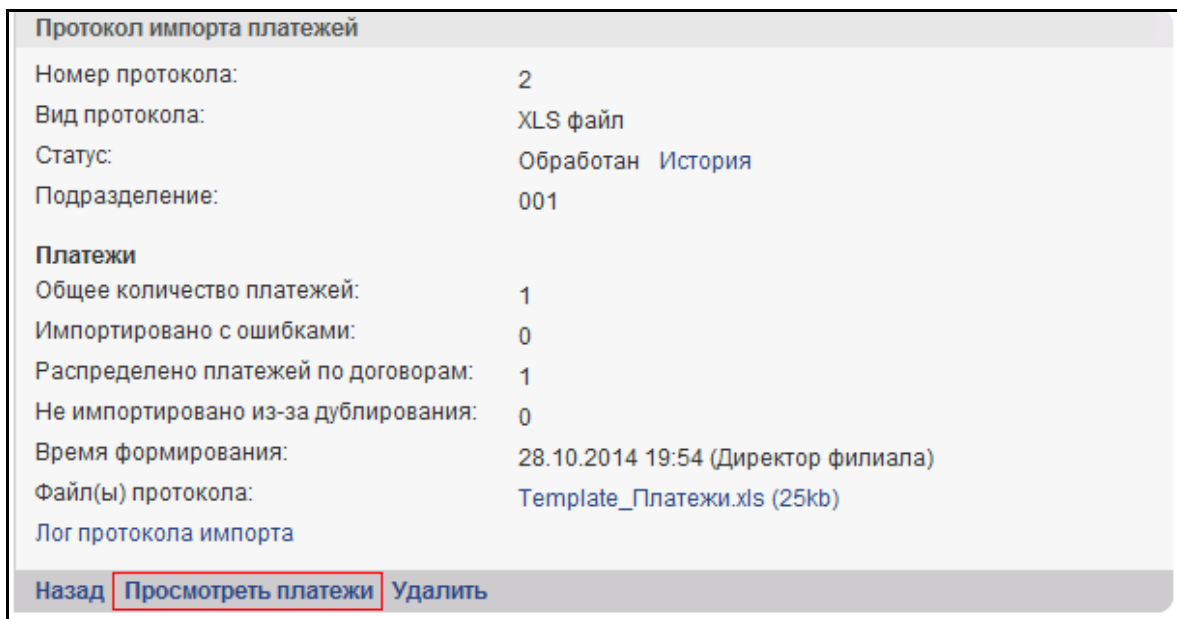 Протокол импорта платежей
Номер протокола: 2
Вид протокола: XLS файл
Статус: Обработан История
Подразделение: 001
Платежи
Общее количество платежей: 1
Импортировано с ошибками: 0
Распределено платежей по договорам: 1
Не импортировано из-за дублирования: 0
Время формирования: 28.10.2014 19:54 (Директор филиала)
Файл(ы) протокола: Template_Платежи.xls (25kb)
Лог протокола импорта
Назад Просмотреть платежи Удалить